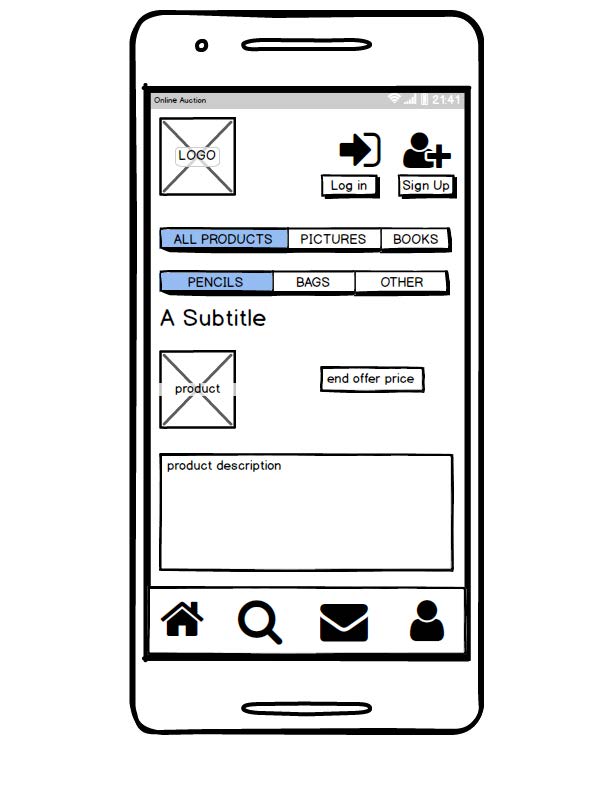 Online Auction 21:41
LOGO
Log in Sign Up
ALL PRODUCTS PICTURES BOOKS
PENCILS BAGS OTHER
A Subtitle
end offer price
product
product description